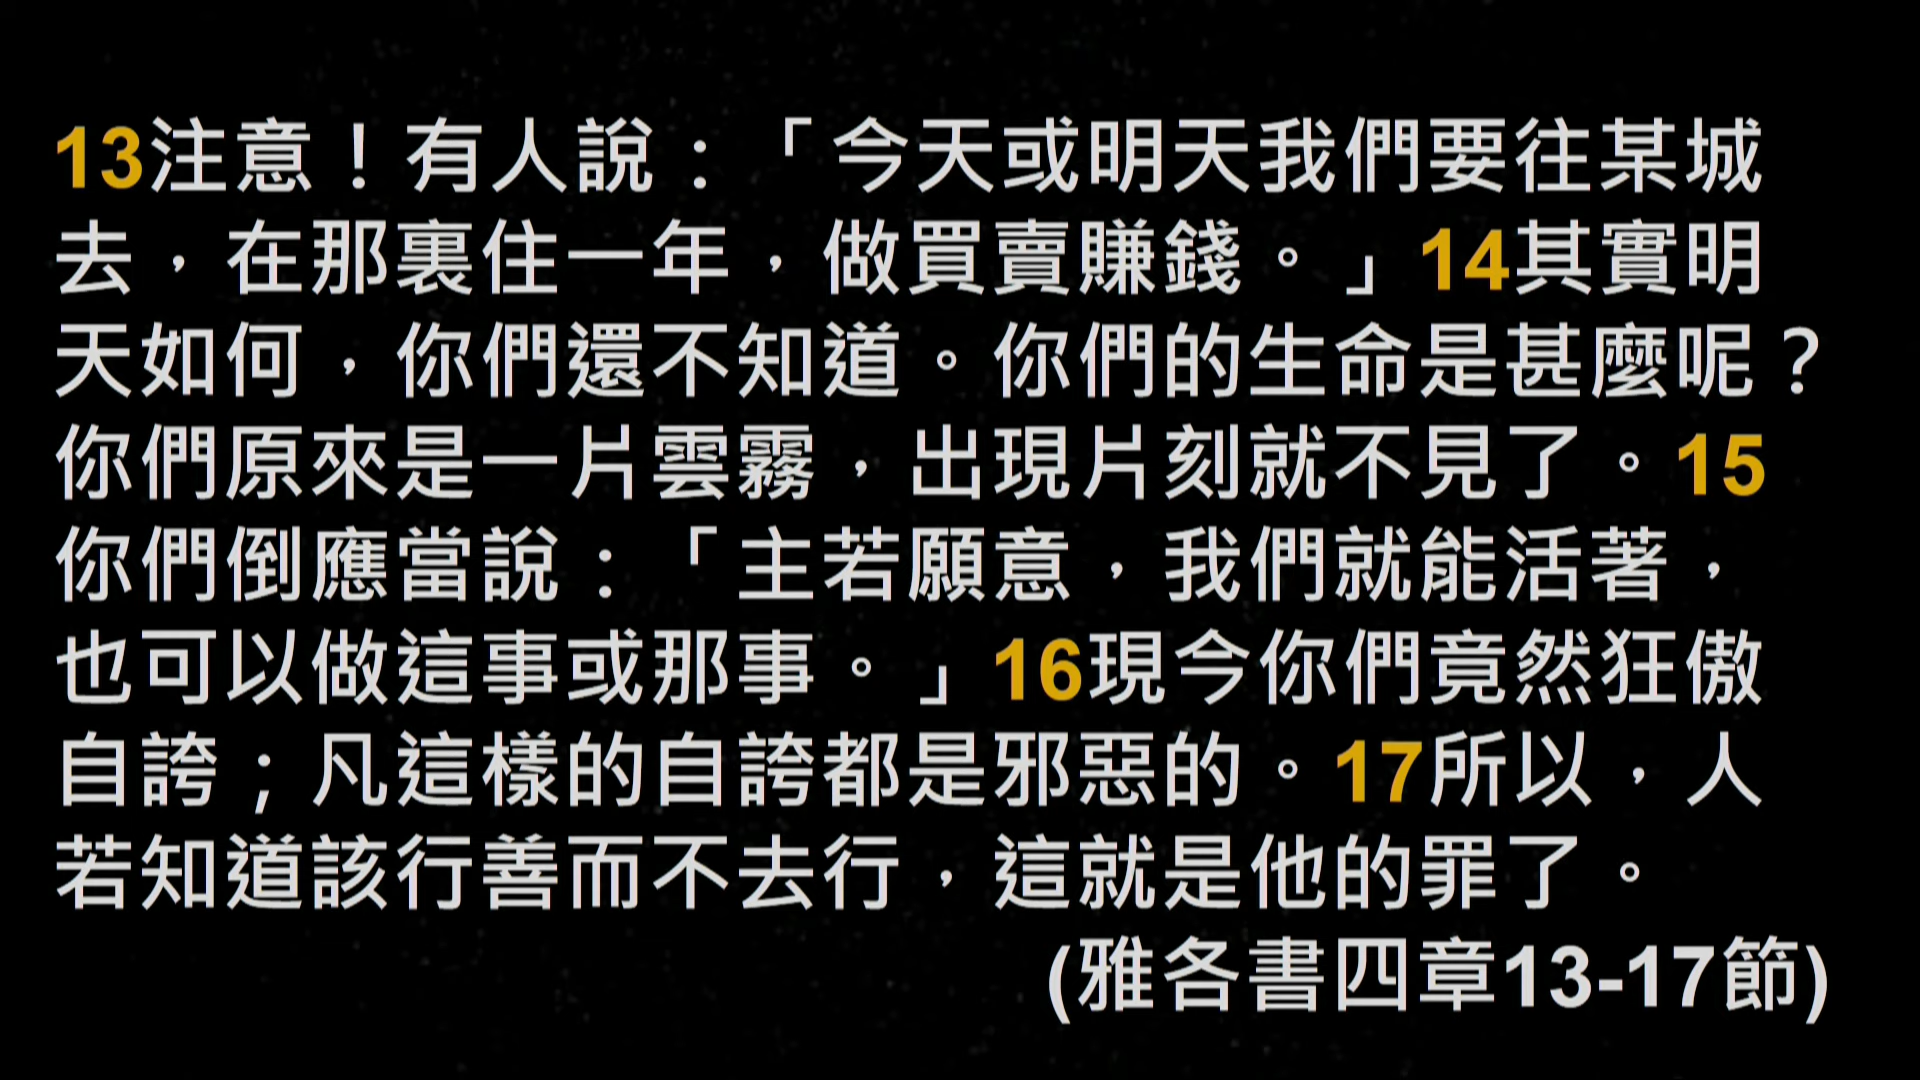 13注意！有人說：「今天或明天我們要往某城
去，在那裏住一年，做買賣賺錢。」14其實明
天如何，你們還不知道。你們的生命是甚麼呢？
你們原來是一片雲霧，出現片刻就不見了。15
你們倒應當說：「主若願意，我們就能活著，
也可以做這事或那事。」16現今你們竟然狂傲
自誇；凡這樣的自誇都是邪惡的。17所以，人
若知道該行善而不去行，這就是他的罪了。
(雅各書四章13-17節)